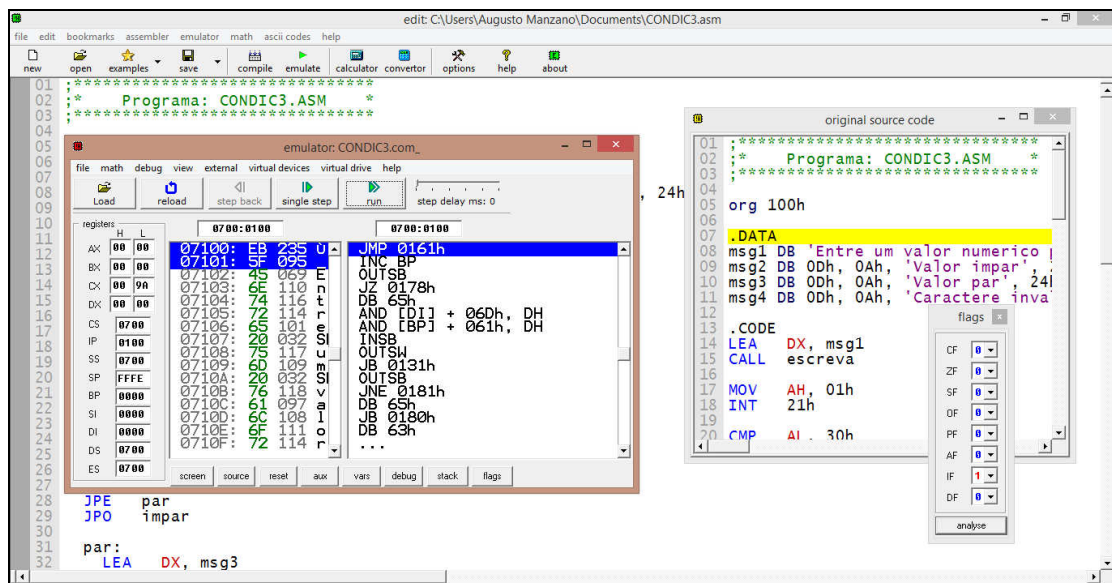 edit: C:\Users\Augusto Manzano\Documents\CONDIC3.asm
file edit bookmarks assembler emulator math ascii codes help
new open examples save compile emulate calculator convertor options help about
01 ;*******************************
02 ;* Programa: CONDIC3.ASM *
03 ;*******************************
04
05
06
07
08 , 24h
09
10
11
12
13
14
15
16
17
18
19
20
21
22
23
24
25
26
27
28 JPE par
29 JPO impar
30
31 par:
32 LEA DX, msg3
emulator: CONDIC3.com_
file math debug view external virtual devices virtual drive help
Load reload step back single step run step delay ms: 0
registers H L
AX 00 00
BX 00 00
CX 00 9A
DX 00 00
CS 0700
IP 0100
SS 0700
SP FFFE
BP 0000
SI 0000
DI 0000
DS 0700
ES 0700
0700:0100 0700:0100
07100: EB 235 Ù
07101: 5F 095 _
07102: 45 069 E
07103: 6E 110 n
07104: 74 116 t
07105: 72 114 r
07106: 65 101 e
07107: 20 032
07108: 75 117 u
07109: 6D 109 m
0710A: 20 032
0710B: 76 118 v
0710C: 61 097 a
0710D: 6C 108 l
0710E: 6F 111 o
0710F: 72 114 r
JMP 0161h
INC BP
OUTSB
JZ 0178h
DB 65h
AND [DI] + 06Dh, DH
AND [BP] + 061h, DH
INSB
OUTSW
JB 0131h
OUTSB
JNE 0181h
DB 65h
JB 0180h
DB 63h
...
screen source reset aux vars debug stack flags
original source code
01 ;*******************************
02 ;* Programa: CONDIC3.ASM *
03 ;*******************************
04
05 org 100h
06
07 .DATA
08 msg1 DB 'Entre um valor numerico
09 msg2 DB 0Dh, 0Ah, 'Valor impar',
10 msg3 DB 0Dh, 0Ah, 'Valor par', 24
11 msg4 DB 0Dh, 0Ah, 'Caractere inva
12
13 .CODE
14 LEA DX, msg1
15 CALL escreva
16
17 MOV AH, 01h
18 INT 21h
19
20 CMP AL, 30h
flags
CF 0
ZF 0
SF 0
OF 0
PF 0
AF 0
IF 1
DF 0
analyse